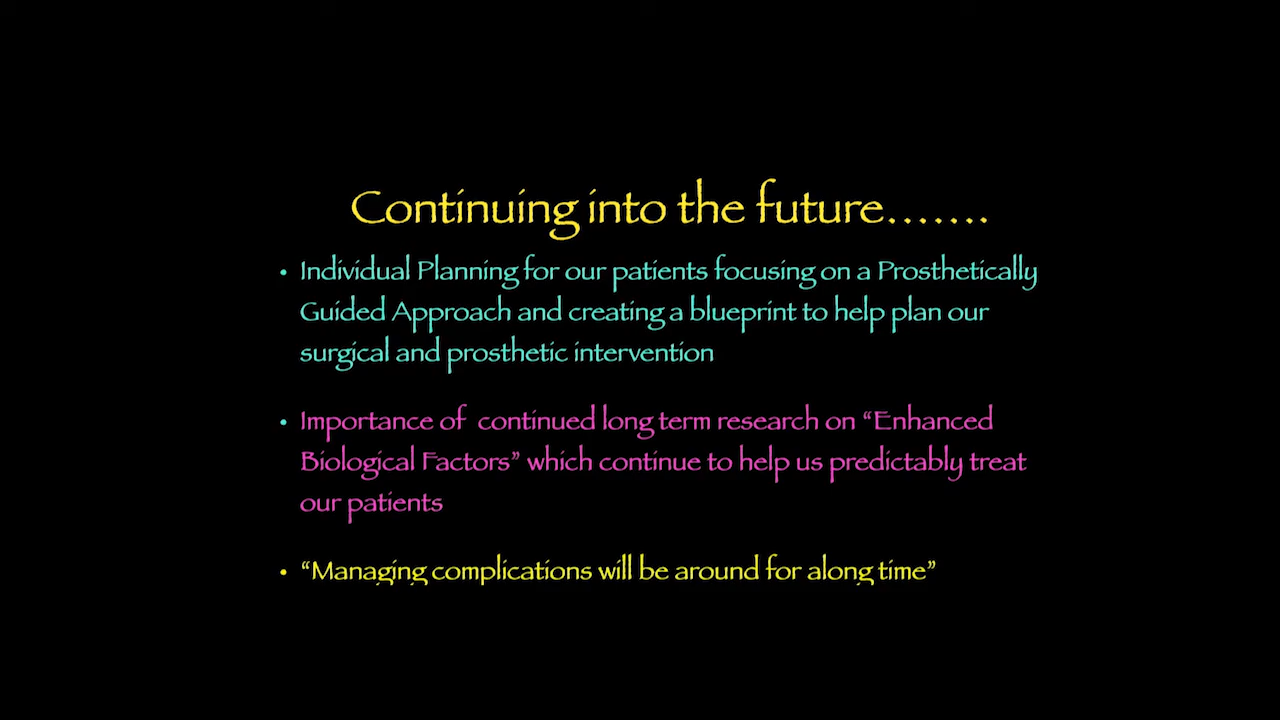 Continuing into the future.......
• Individual Planning for our patients focusing on a Prosthetically
Guided Approach and creating a blueprint to help plan our
surgical and prosthetic intervention
• Importance of  continued long term research on “Enhanced
Biological Factors” which continue to help us predictably treat
our patients
• “Managing complications will be around for along time”